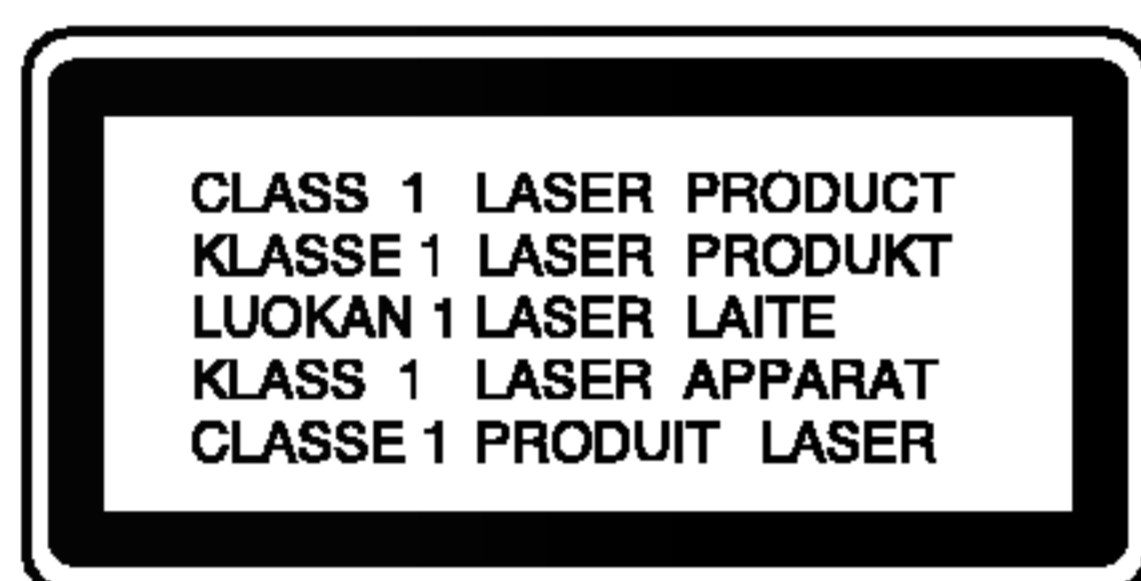 CLASS 1 LASER PRODUCT
KLASSE 1 LASER PRODUKT
LUOKAN 1 LASER LAITE
KLASS 1 LASER APPARAT
CLASSE 1 PRODUIT LASER